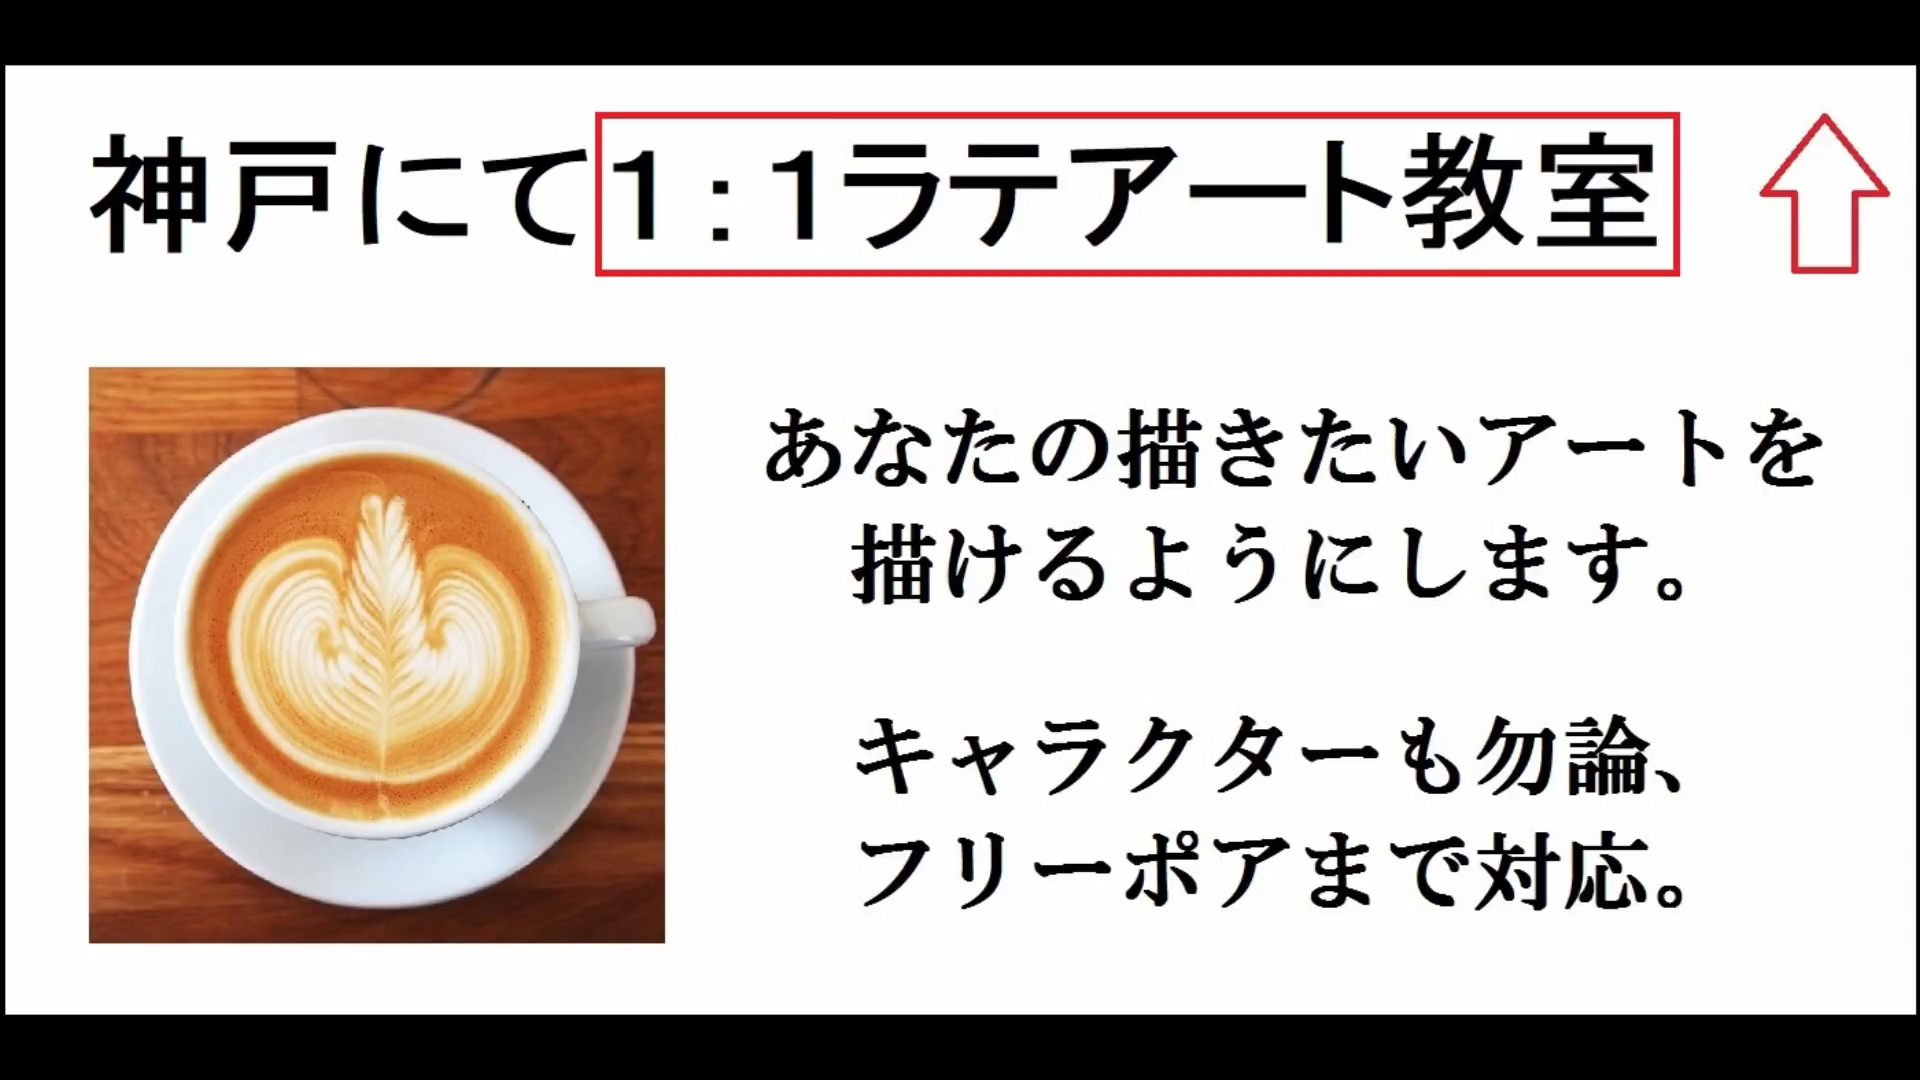 神戸にて１：１ラテアート教室
あなたの描きたいアートを
描けるようにします。
キャラクターも勿論、
フリーポアまで対応。